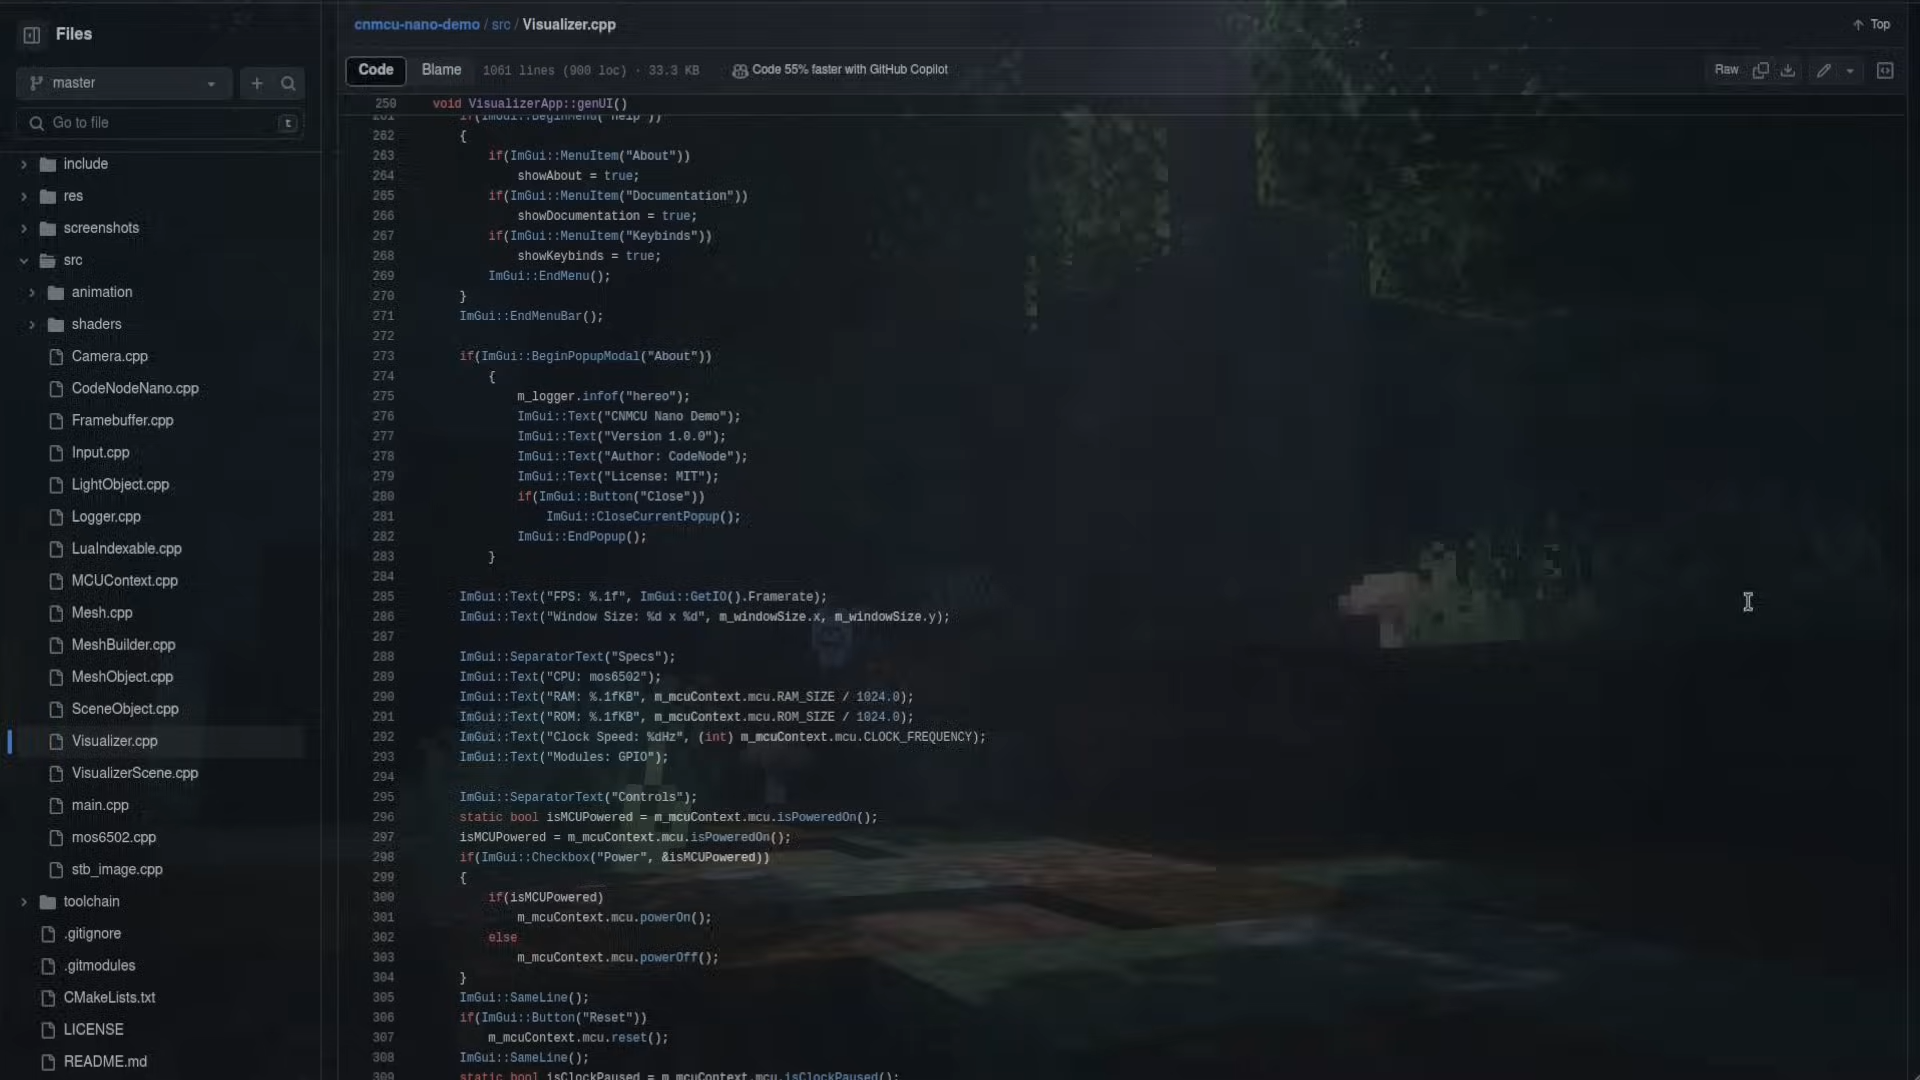 Files
master
Go to file
t
include
res
screenshots
src
animation
shaders
Camera.cpp
CodeNodeNano.cpp
Framebuffer.cpp
Input.cpp
LightObject.cpp
Logger.cpp
LuaIndexable.cpp
MCUContext.cpp
Mesh.cpp
MeshBuilder.cpp
MeshObject.cpp
SceneObject.cpp
Visualizer.cpp
VisualizerScene.cpp
main.cpp
mos6502.cpp
stb_image.cpp
toolchain
.gitignore
.gitmodules
CMakeLists.txt
LICENSE
README.md
cnmcu-nano-demo / src / Visualizer.cpp
Top
Code Blame 1061 lines (900 loc) · 33.3 KB Code 55% faster with GitHub Copilot
Raw
250 void VisualizerApp::genUI()
261 if(ImGui::BeginMenu("Help"))
262 {
263 if(ImGui::MenuItem("About"))
264 showAbout = true;
265 if(ImGui::MenuItem("Documentation"))
266 showDocumentation = true;
267 if(ImGui::MenuItem("Keybinds"))
268 showKeybinds = true;
269 ImGui::EndMenu();
270 }
271 ImGui::EndMenuBar();
272
273 if(ImGui::BeginPopupModal("About"))
274 {
275 m_logger.infof("hereo");
276 ImGui::Text("CNMCU Nano Demo");
277 ImGui::Text("Version 1.0.0");
278 ImGui::Text("Author: CodeNode");
279 ImGui::Text("License: MIT");
280 if(ImGui::Button("Close"))
281 ImGui::CloseCurrentPopup();
282 ImGui::EndPopup();
283 }
284
285 ImGui::Text("FPS: %.1f", ImGui::GetIO().Framerate);
286 ImGui::Text("Window Size: %d x %d", m_windowSize.x, m_windowSize.y);
287
288 ImGui::SeparatorText("Specs");
289 ImGui::Text("CPU: mos6502");
290 ImGui::Text("RAM: %.1fKB", m_mcuContext.mcu.RAM_SIZE / 1024.0);
291 ImGui::Text("ROM: %.1fKB", m_mcuContext.mcu.ROM_SIZE / 1024.0);
292 ImGui::Text("Clock Speed: %dHz", (int) m_mcuContext.mcu.CLOCK_FREQUENCY);
293 ImGui::Text("Modules: GPIO");
294
295 ImGui::SeparatorText("Controls");
296 static bool isMCUPowered = m_mcuContext.mcu.isPoweredOn();
297 isMCUPowered = m_mcuContext.mcu.isPoweredOn();
298 if(ImGui::Checkbox("Power", &isMCUPowered))
299 {
300 if(isMCUPowered)
301 m_mcuContext.mcu.powerOn();
302 else
303 m_mcuContext.mcu.powerOff();
304 }
305 ImGui::SameLine();
306 if(ImGui::Button("Reset"))
307 m_mcuContext.mcu.reset();
308 ImGui::SameLine();
309 static bool isClockPaused = m_mcuContext.mcu.isClockPaused();